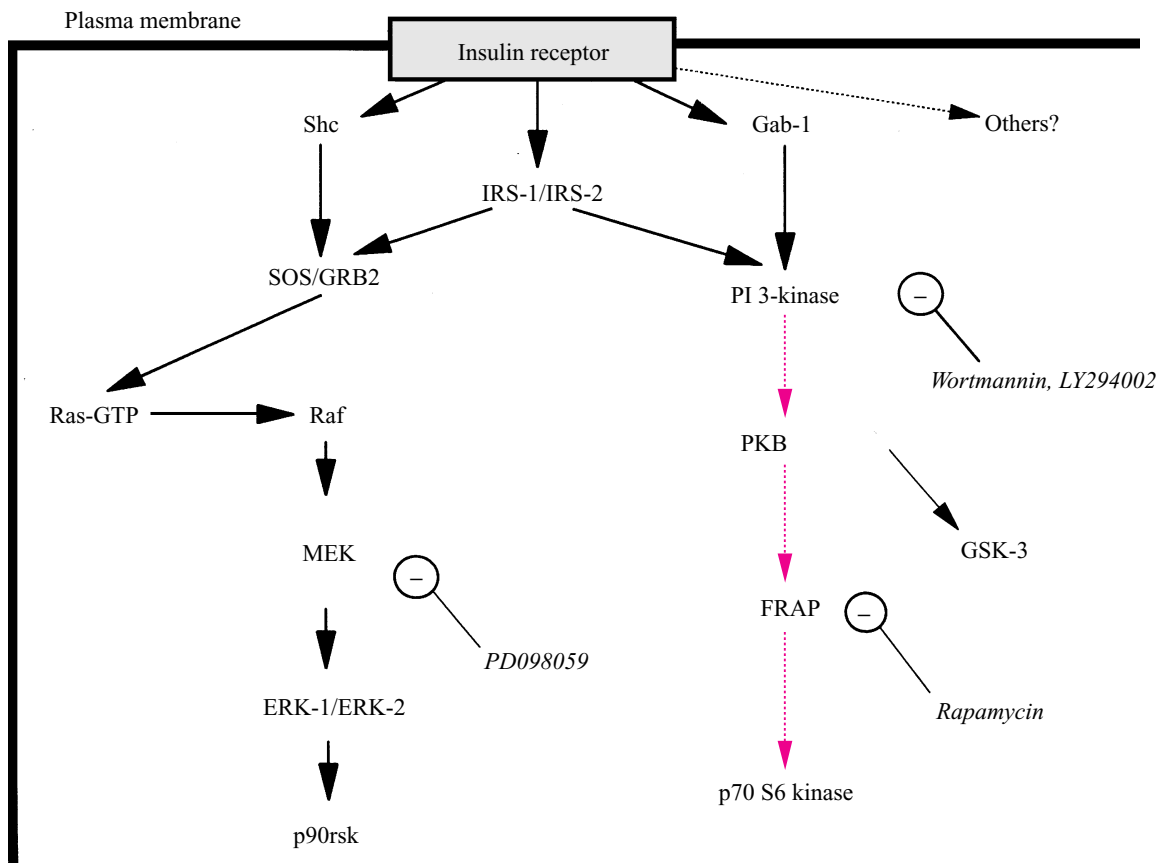 Plasma membrane
Insulin receptor
Shc
Gab-1
Others?
IRS-1/IRS-2
SOS/GRB2
PI 3-kinase
–
Wortmannin, LY294002
Ras-GTP
Raf
PKB
MEK
GSK-3
–
FRAP
–
PD098059
ERK-1/ERK-2
Rapamycin
p70 S6 kinase
p90rsk